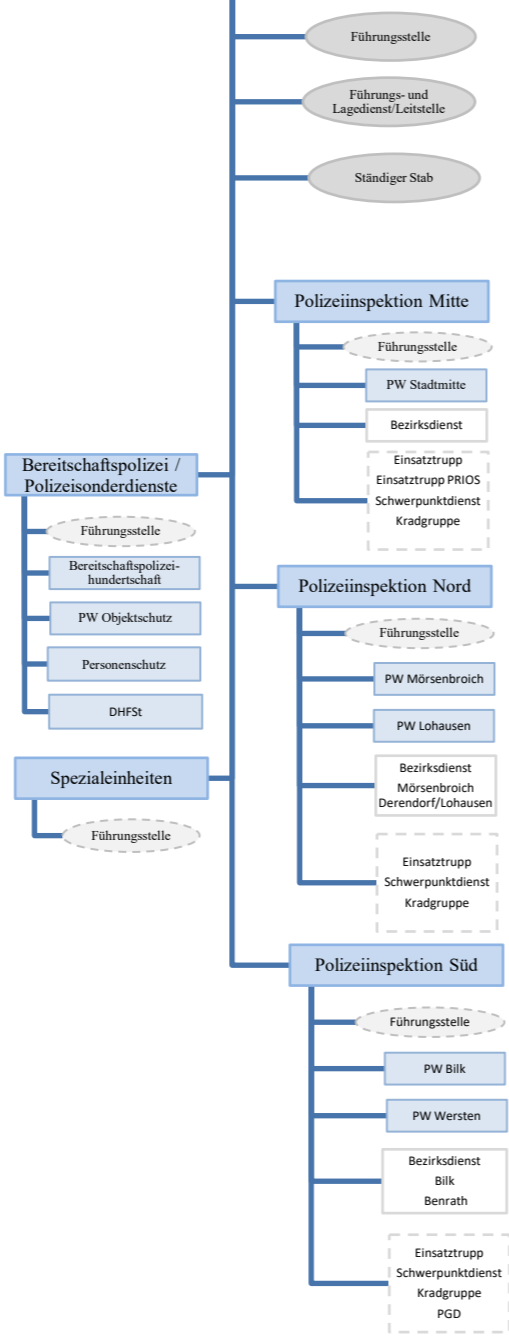 Führungsstelle
Führungs- und
Lagedienst/Leitstelle
Ständiger Stab
Polizeiinspektion Mitte
Führungsstelle
PW Stadtmitte
Bezirksdienst
Einsatztrupp
Einsatztrupp PRIOS
Schwerpunktdienst
Kradgruppe
Bereitschaftspolizei /
Polizeisonderdienste
Führungsstelle
Bereitschaftspolizei-
hundertschaft
PW Objektschutz
Personenschutz
DHFSt
Polizeiinspektion Nord
Führungsstelle
PW Mörsenbroich
PW Lohausen
Bezirksdienst
Mörsenbroich
Derendorf/Lohausen
Einsatztrupp
Schwerpunktdienst
Kradgruppe
Spezialeinheiten
Führungsstelle
Polizeiinspektion Süd
Führungsstelle
PW Bilk
PW Wersten
Bezirksdienst
Bilk
Benrath
Einsatztrupp
Schwerpunktdienst
Kradgruppe
PGD